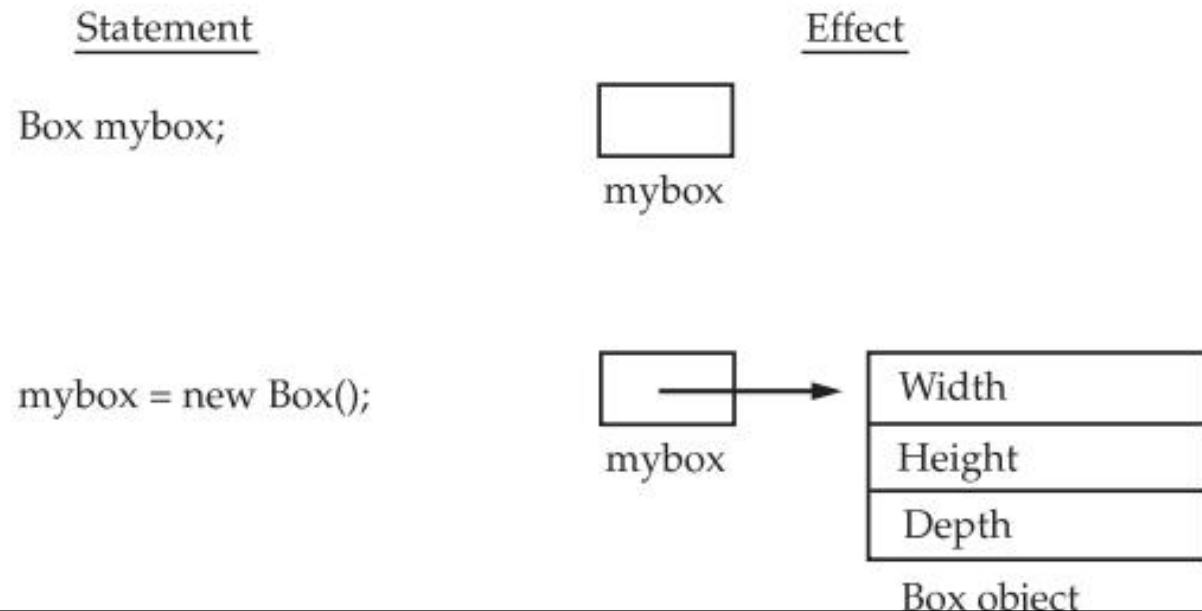 Statement
Effect
Box mybox;
mybox
mybox = new Box();
mybox
Width
Height
Depth
Box object